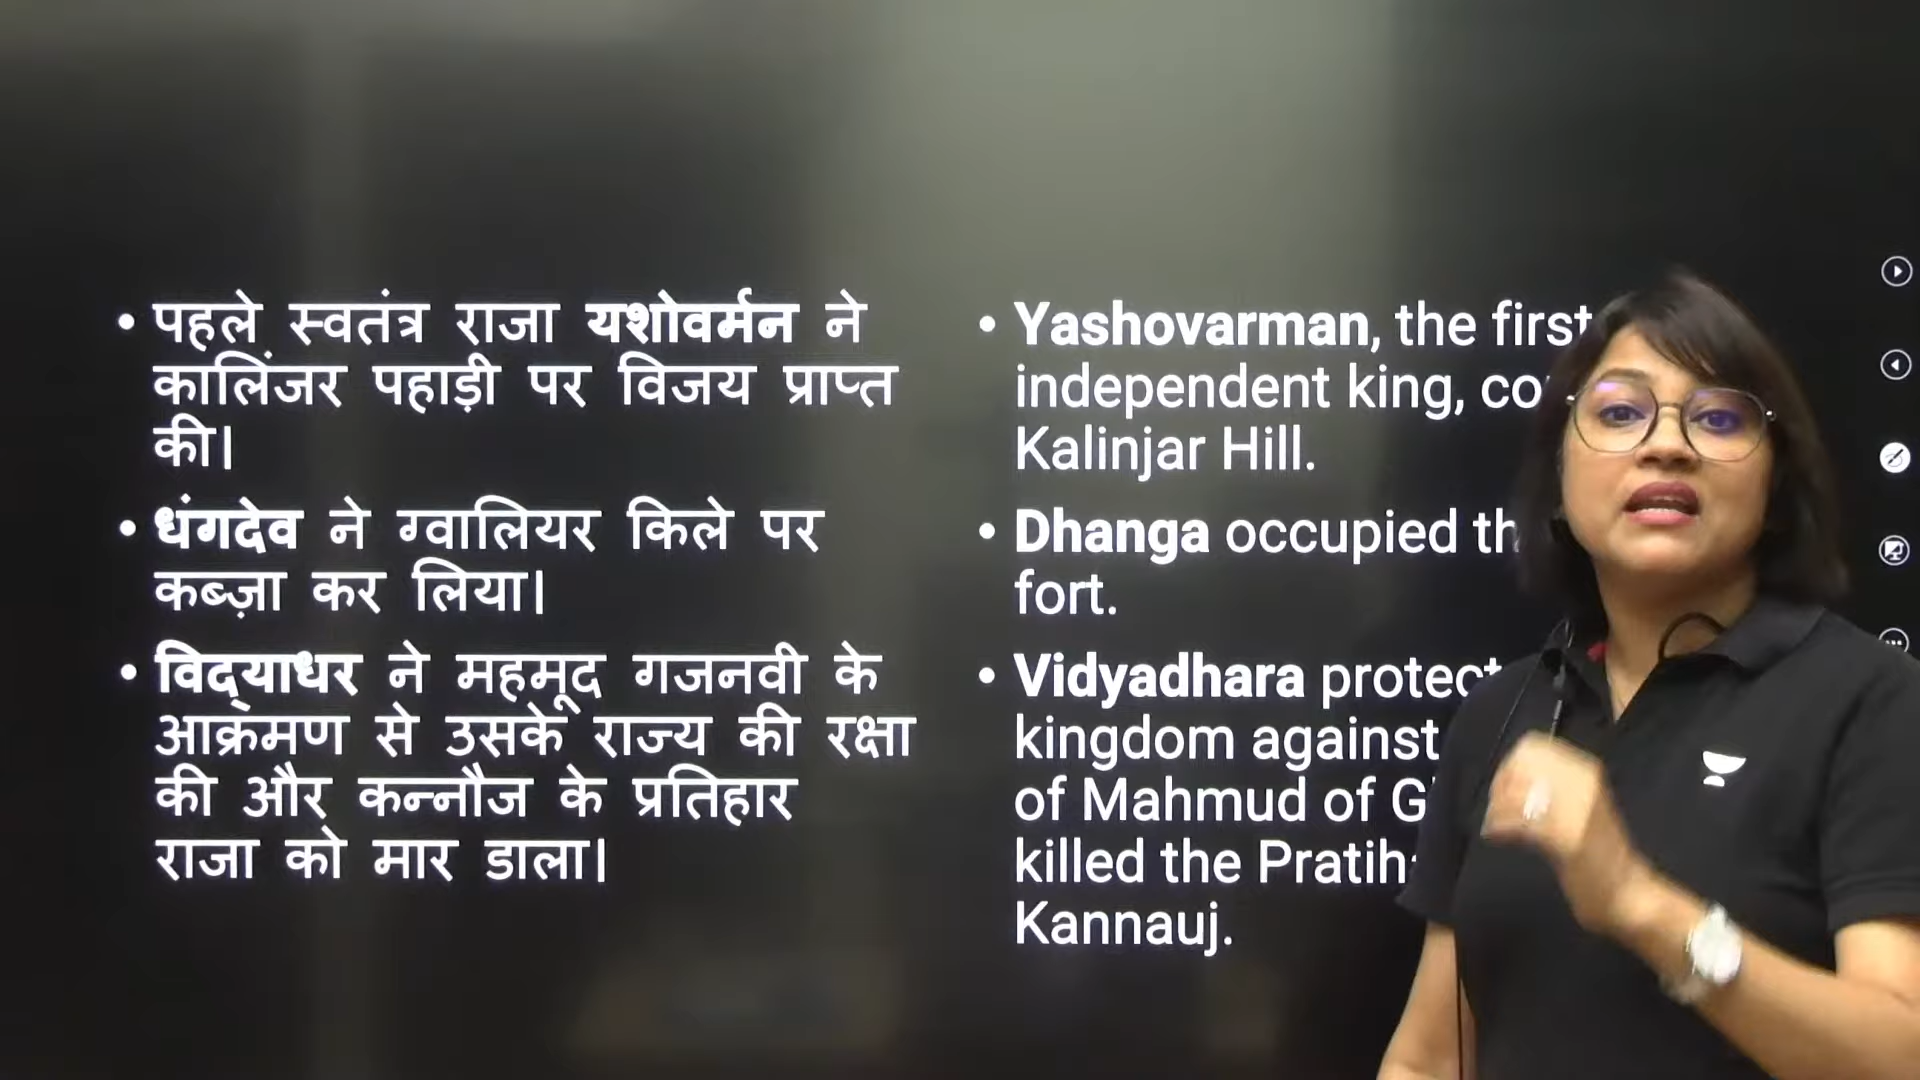 • पहले स्वतंत्र राजा यशोवर्मन ने
कालिंजर पहाड़ी पर विजय प्राप्त
की।
• धंगदेव ने ग्वालियर किले पर
कब्ज़ा कर लिया।
• विद्याधर ने महमूद गजनवी के
आक्रमण से उसके राज्य की रक्षा
की और कन्नौज के प्रतिहार
राजा को मार डाला।
• Yashovarman, the first
independent king,
Kalinjar Hill.
• Dhanga occupied
fort.
• Vidyadhara
kingdom against
of Mahmud of
killed the
Kannauj.